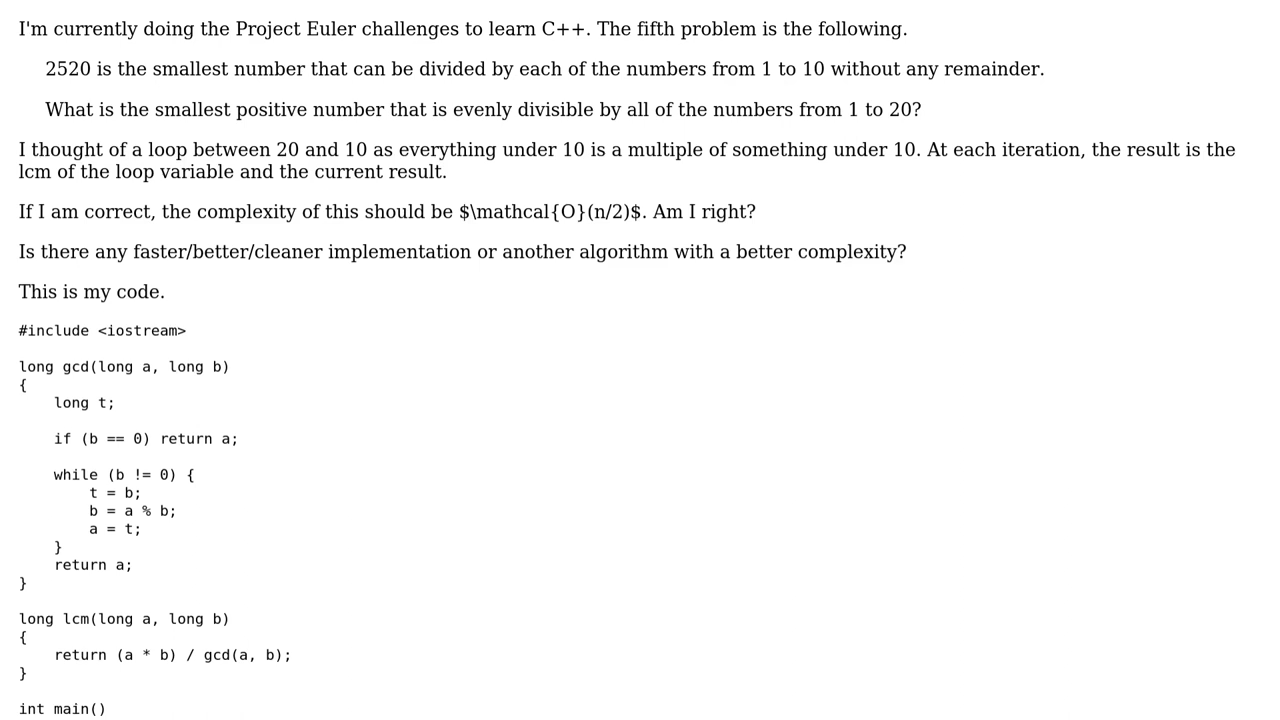 I'm currently doing the Project Euler challenges to learn C++. The fifth problem is the following.
2520 is the smallest number that can be divided by each of the numbers from 1 to 10 without any remainder.
What is the smallest positive number that is evenly divisible by all of the numbers from 1 to 20?
I thought of a loop between 20 and 10 as everything under 10 is a multiple of something under 10. At each iteration, the result is the
lcm of the loop variable and the current result.
If I am correct, the complexity of this should be $\mathcal{O}(n/2)$. Am I right?
Is there any faster/better/cleaner implementation or another algorithm with a better complexity?
This is my code.
#include <iostream>
long gcd(long a, long b)
{
    long t;
    if (b == 0) return a;
    while (b != 0) {
        t = b;
        b = a % b;
        a = t;
    }
    return a;
}
long lcm(long a, long b)
{
    return (a * b) / gcd(a, b);
}
int main()